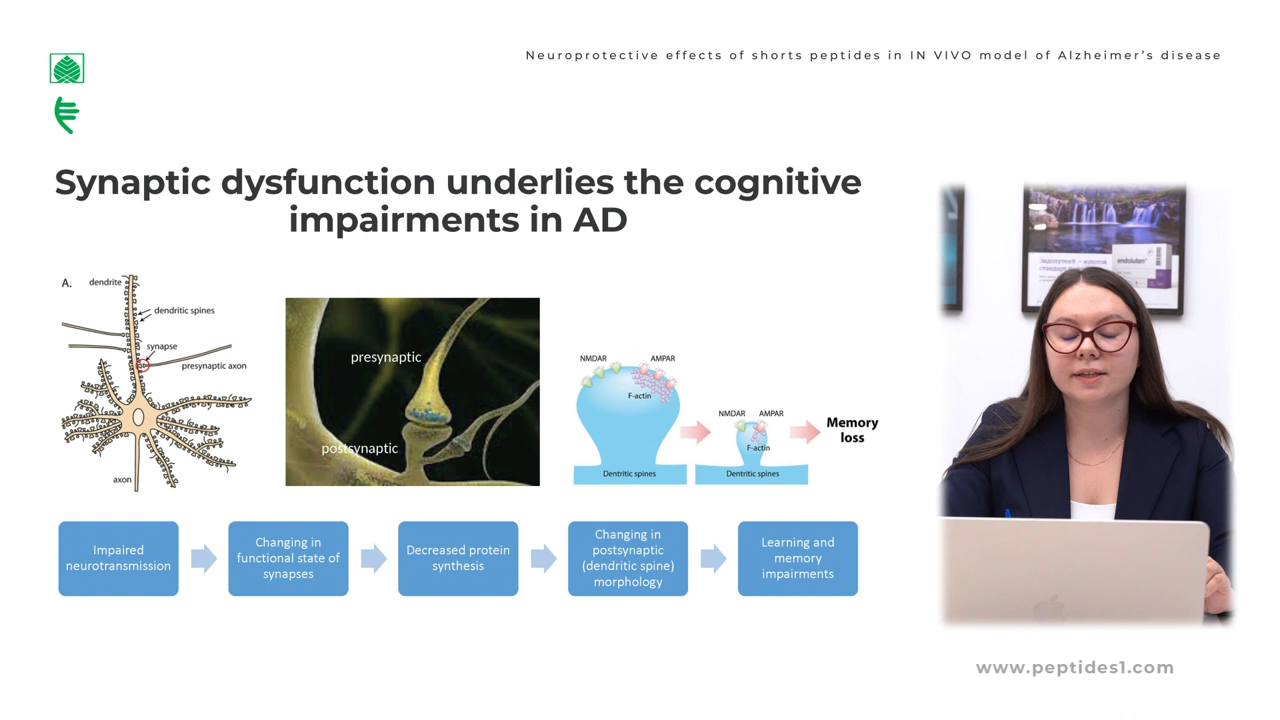 Neuroprotective effects of shorts peptides in IN VIVO model of Alzheimer's disease
Synaptic dysfunction underlies the cognitive
impairments in AD
A.
dendrite
dendritic spines
synapse
presynaptic axon
axon
presynaptic
postsynaptic
NMDAR
AMPAR
F-actin
Dentritic spines
NMDAR
AMPAR
F-actin
Dentritic spines
Memory
loss
Impaired
neurotransmission
Changing in
functional state of
synapses
Decreased protein
synthesis
Changing in
postsynaptic
(dendritic spine)
morphology
Learning and
memory
impairments
endoluten
www.peptides1.com